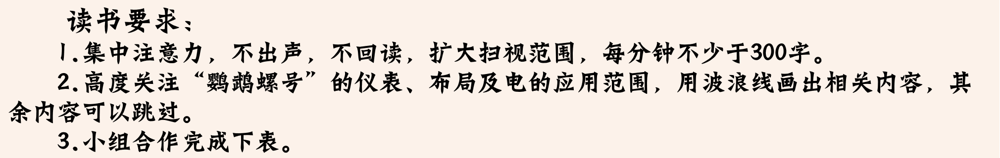 读书要求：
1.集中注意力，不出声，不回读，扩大扫视范围，每分钟不少于300字。
2.高度关注“鹦鹉螺号”的仪表、布局及电的应用范围，用波浪线画出相关内容，其
余内容可以跳过。
3.小组合作完成下表。